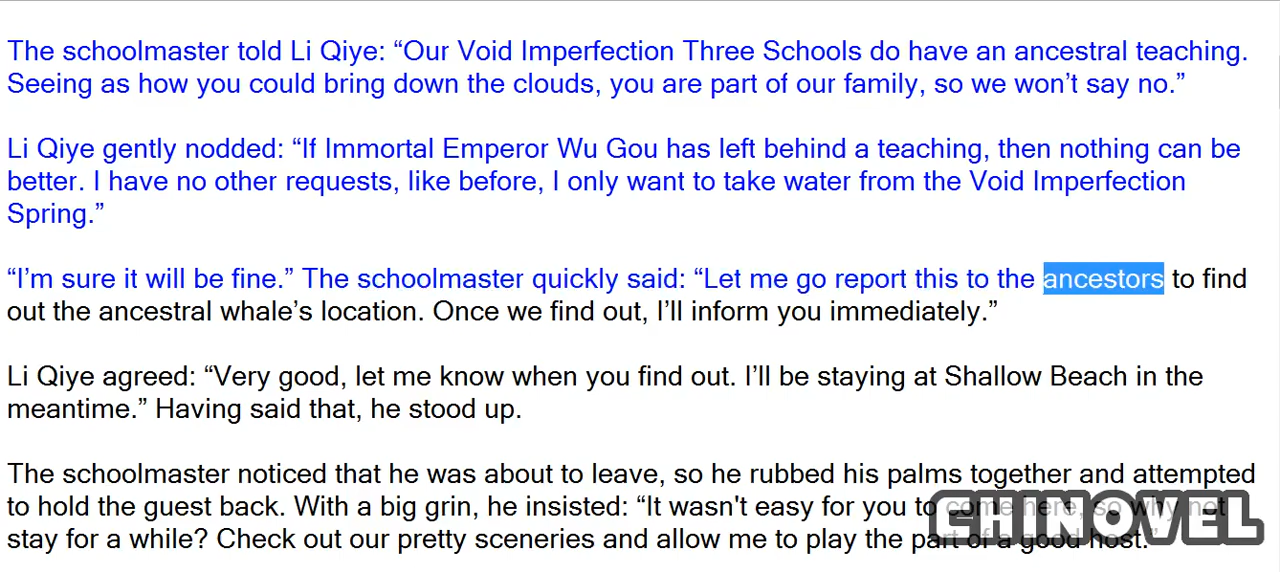 The schoolmaster told Li Qiye: “Our Void Imperfection Three Schools do have an ancestral teaching.
Seeing as how you could bring down the clouds, you are part of our family, so we won’t say no.”
Li Qiye gently nodded: “If Immortal Emperor Wu Gou has left behind a teaching, then nothing can be
better. I have no other requests, like before, I only want to take water from the Void Imperfection
Spring.”
“I’m sure it will be fine.” The schoolmaster quickly said: “Let me go report this to the ancestors to find
out the ancestral whale’s location. Once we find out, I’ll inform you immediately.”
Li Qiye agreed: “Very good, let me know when you find out. I’ll be staying at Shallow Beach in the
meantime.” Having said that, he stood up.
The schoolmaster noticed that he was about to leave, so he rubbed his palms together and attempted
to hold the guest back. With a big grin, he insisted: “It wasn't easy for you to come here, so why not
stay for a while? Check out our pretty sceneries and allow me to play the part of a good host.”
CHINOVEL